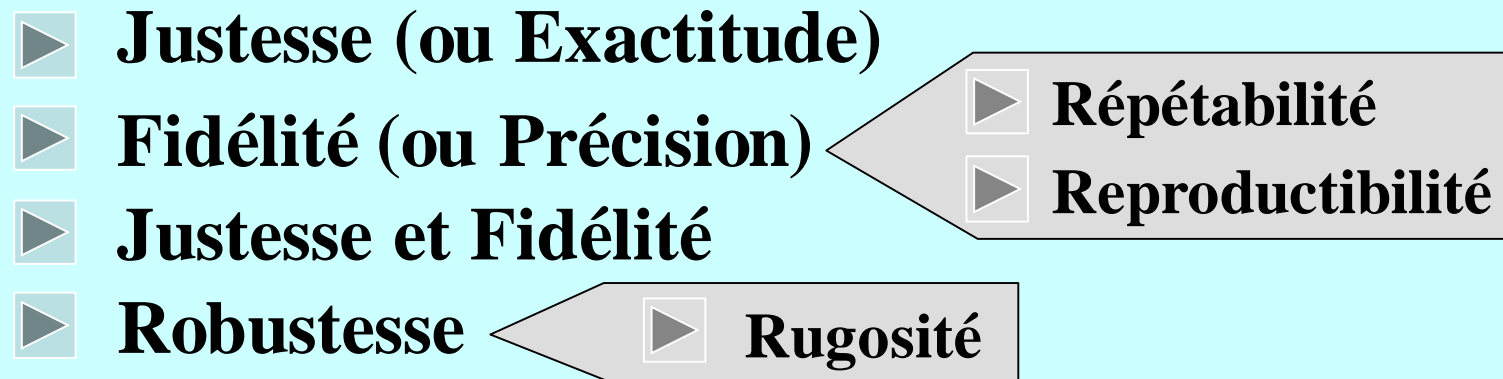 Justesse (ou Exactitude)
Fidélité (ou Précision)
Répétabilité
Reproductibilité
Justesse et Fidélité
Robustesse
Rugosité